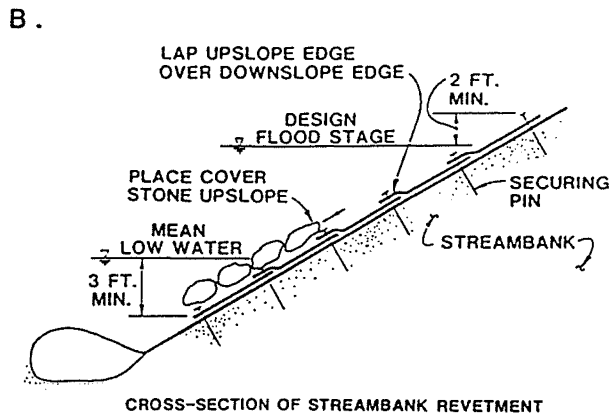 B.
LAP UPSLOPE EDGE
OVER DOWNSLOPE EDGE
2 FT.
MIN.
DESIGN
FLOOD STAGE
PLACE COVER
STONE UPSLOPE
SECURING
PIN
MEAN
LOW WATER
STREAMBANK
3 FT.
MIN.
CROSS-SECTION OF STREAMBANK REVETMENT